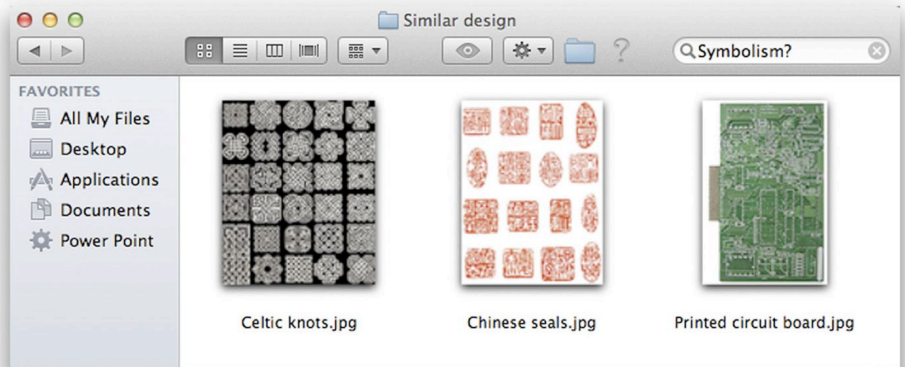 Similar design
Symbolism?
FAVORITES
All My Files
Desktop
Applications
Documents
Power Point
Celtic knots.jpg
Chinese seals.jpg
Printed circuit board.jpg